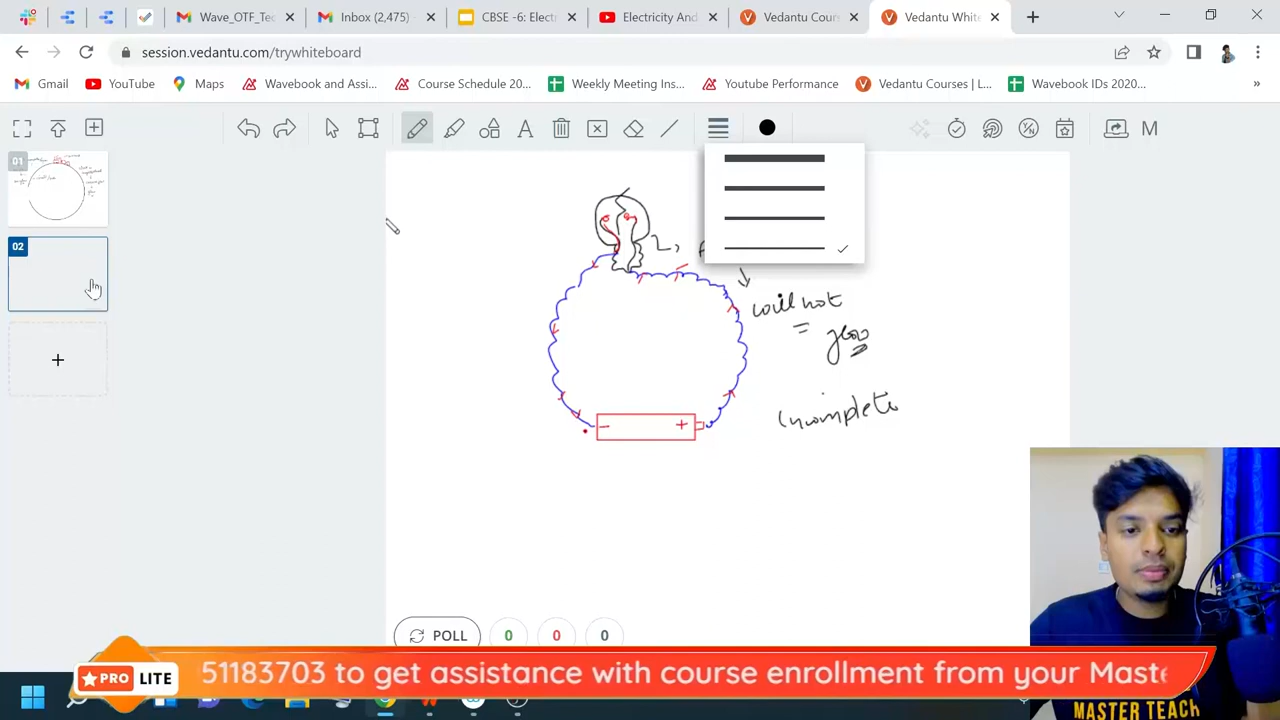 Wave_OTF_Tec
Inbox (2,475)
CBSE -6: Electr
Electricity And
Vedantu Cour
Vedantu White
session.vedantu.com/trywhiteboard
Gmail
YouTube
Maps
Wavebook and Assi...
Course Schedule 20...
Weekly Meeting Ins...
Youtube Performance
Vedantu Courses | L...
Wavebook IDs 2020...
»
A
M
01
02
+
will not
glow
incomplete
- +
POLL
0
0
0
PRO LITE
51183703 to get assistance with course enrollment from your Maste
MASTER TEACH